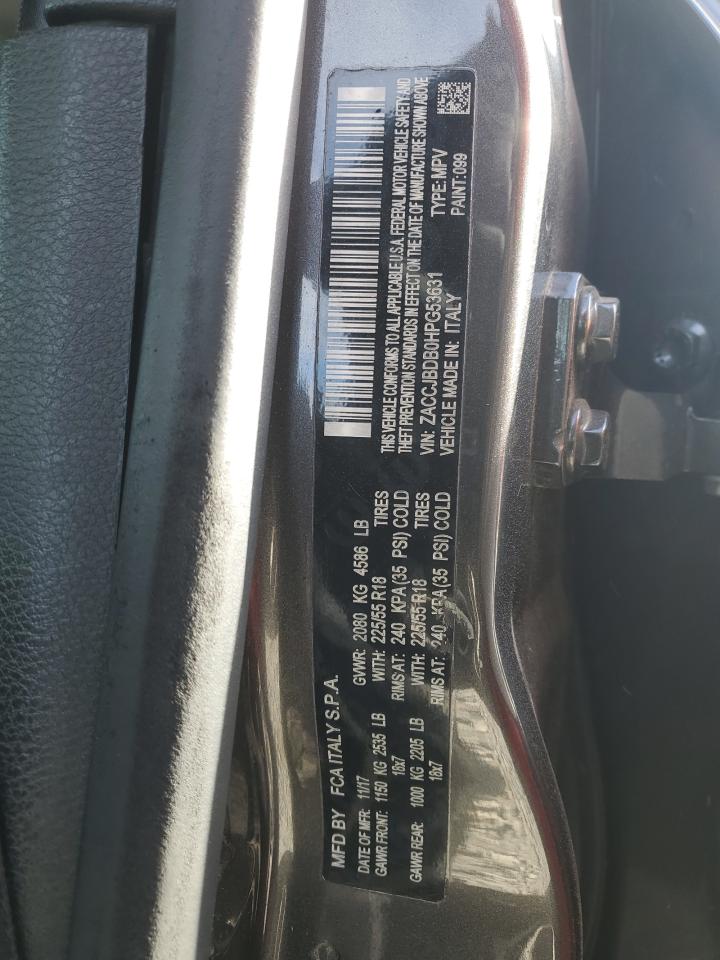 MFD BY FCA ITALY S.P.A.
DATE OF MFR: 11/17 GVWR: 2080 KG 4586 LB
GAWR FRONT: 1150 KG 2535 LB WITH: 225/55 R18 TIRES
18x7 RIMS AT: 240 KPA (35 PSI) COLD
GAWR REAR: 1000 KG 2205 LB WITH: 225/55 R18 TIRES
18x7 RIMS AT: 240 KPA (35 PSI) COLD
THIS VEHICLE CONFORMS TO ALL APPLICABLE U.S.A. FEDERAL MOTOR VEHICLE SAFETY AND
THEFT PREVENTION STANDARDS IN EFFECT ON THE DATE OF MANUFACTURE SHOWN ABOVE
VIN: ZACCJBDB0HPG53631 TYPE: MPV
VEHICLE MADE IN: ITALY PAINT: 099